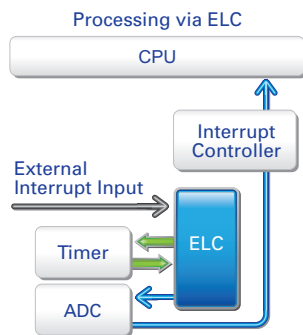 Processing via ELC
CPU
Interrupt
Controller
External
Interrupt Input
ELC
Timer
ADC